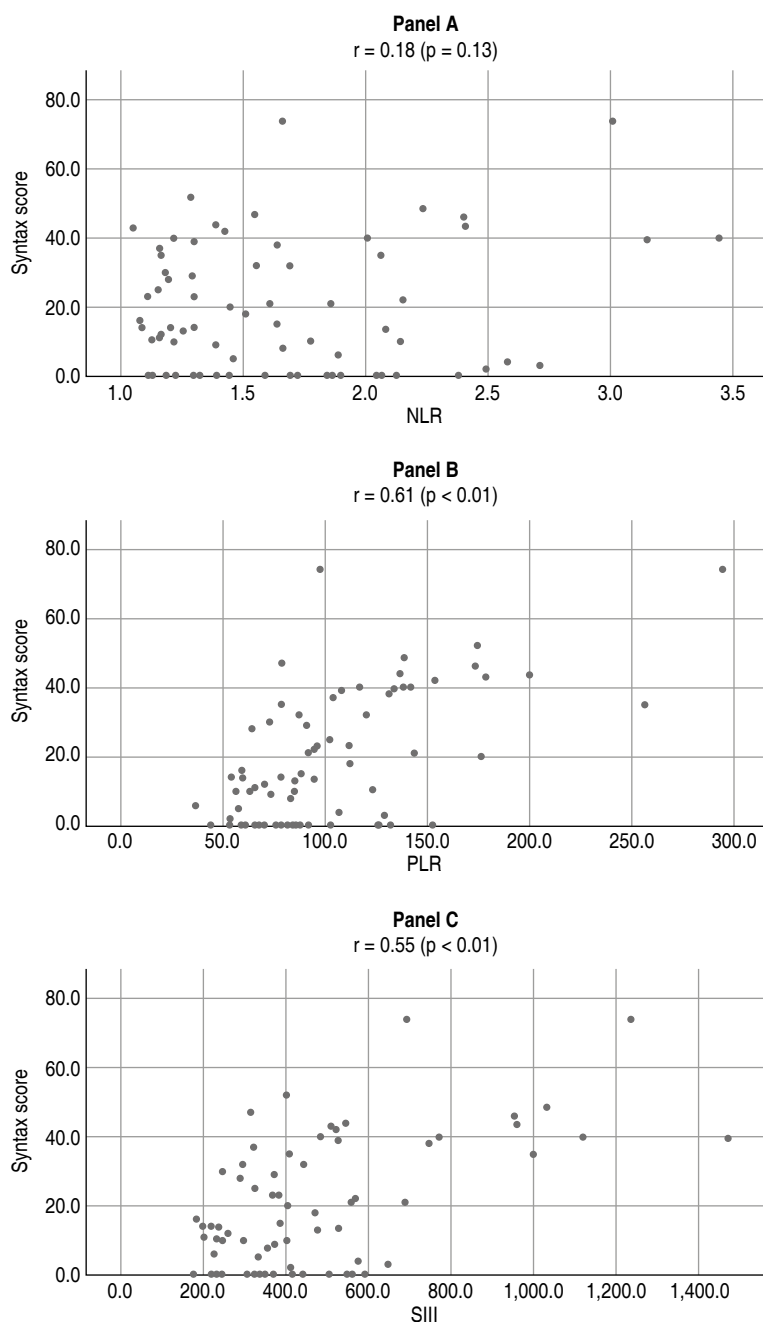 Panel A
r = 0.18 (p = 0.13)
80.0
60.0
40.0
20.0
0.0
Syntax score
1.0 1.5 2.0 2.5 3.0 3.5
NLR
Panel B
r = 0.61 (p < 0.01)
80.0
60.0
40.0
20.0
0.0
Syntax score
0.0 50.0 100.0 150.0 200.0 250.0 300.0
PLR
Panel C
r = 0.55 (p < 0.01)
80.0
60.0
40.0
20.0
0.0
Syntax score
0.0 200.0 400.0 600.0 800.0 1,000.0 1,200.0 1,400.0
SIII